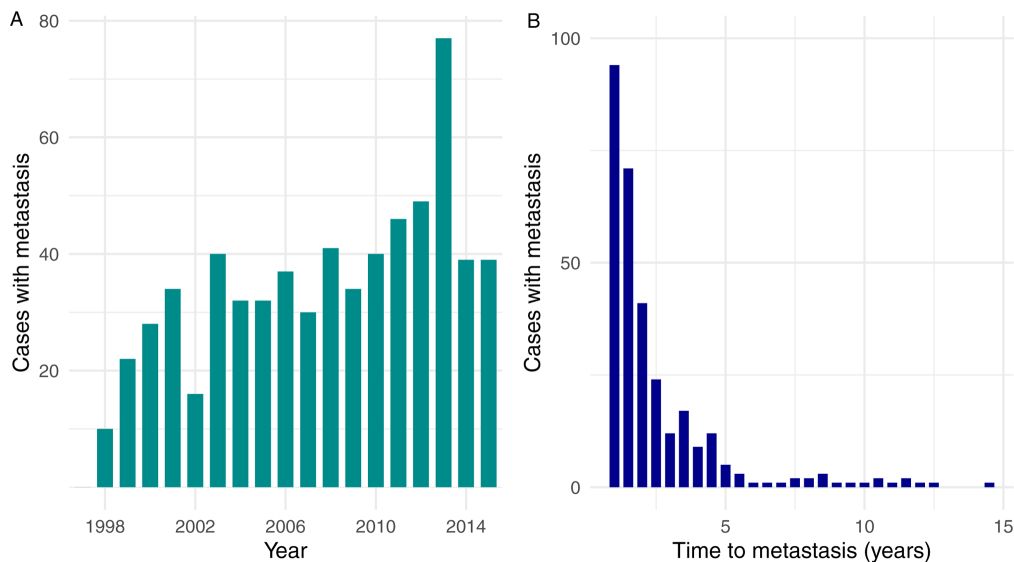 A
Cases with metastasis
80
60
40
20
1998 2002 2006 2010 2014
Year
B
Cases with metastasis
100
50
0
5 10 15
Time to metastasis (years)